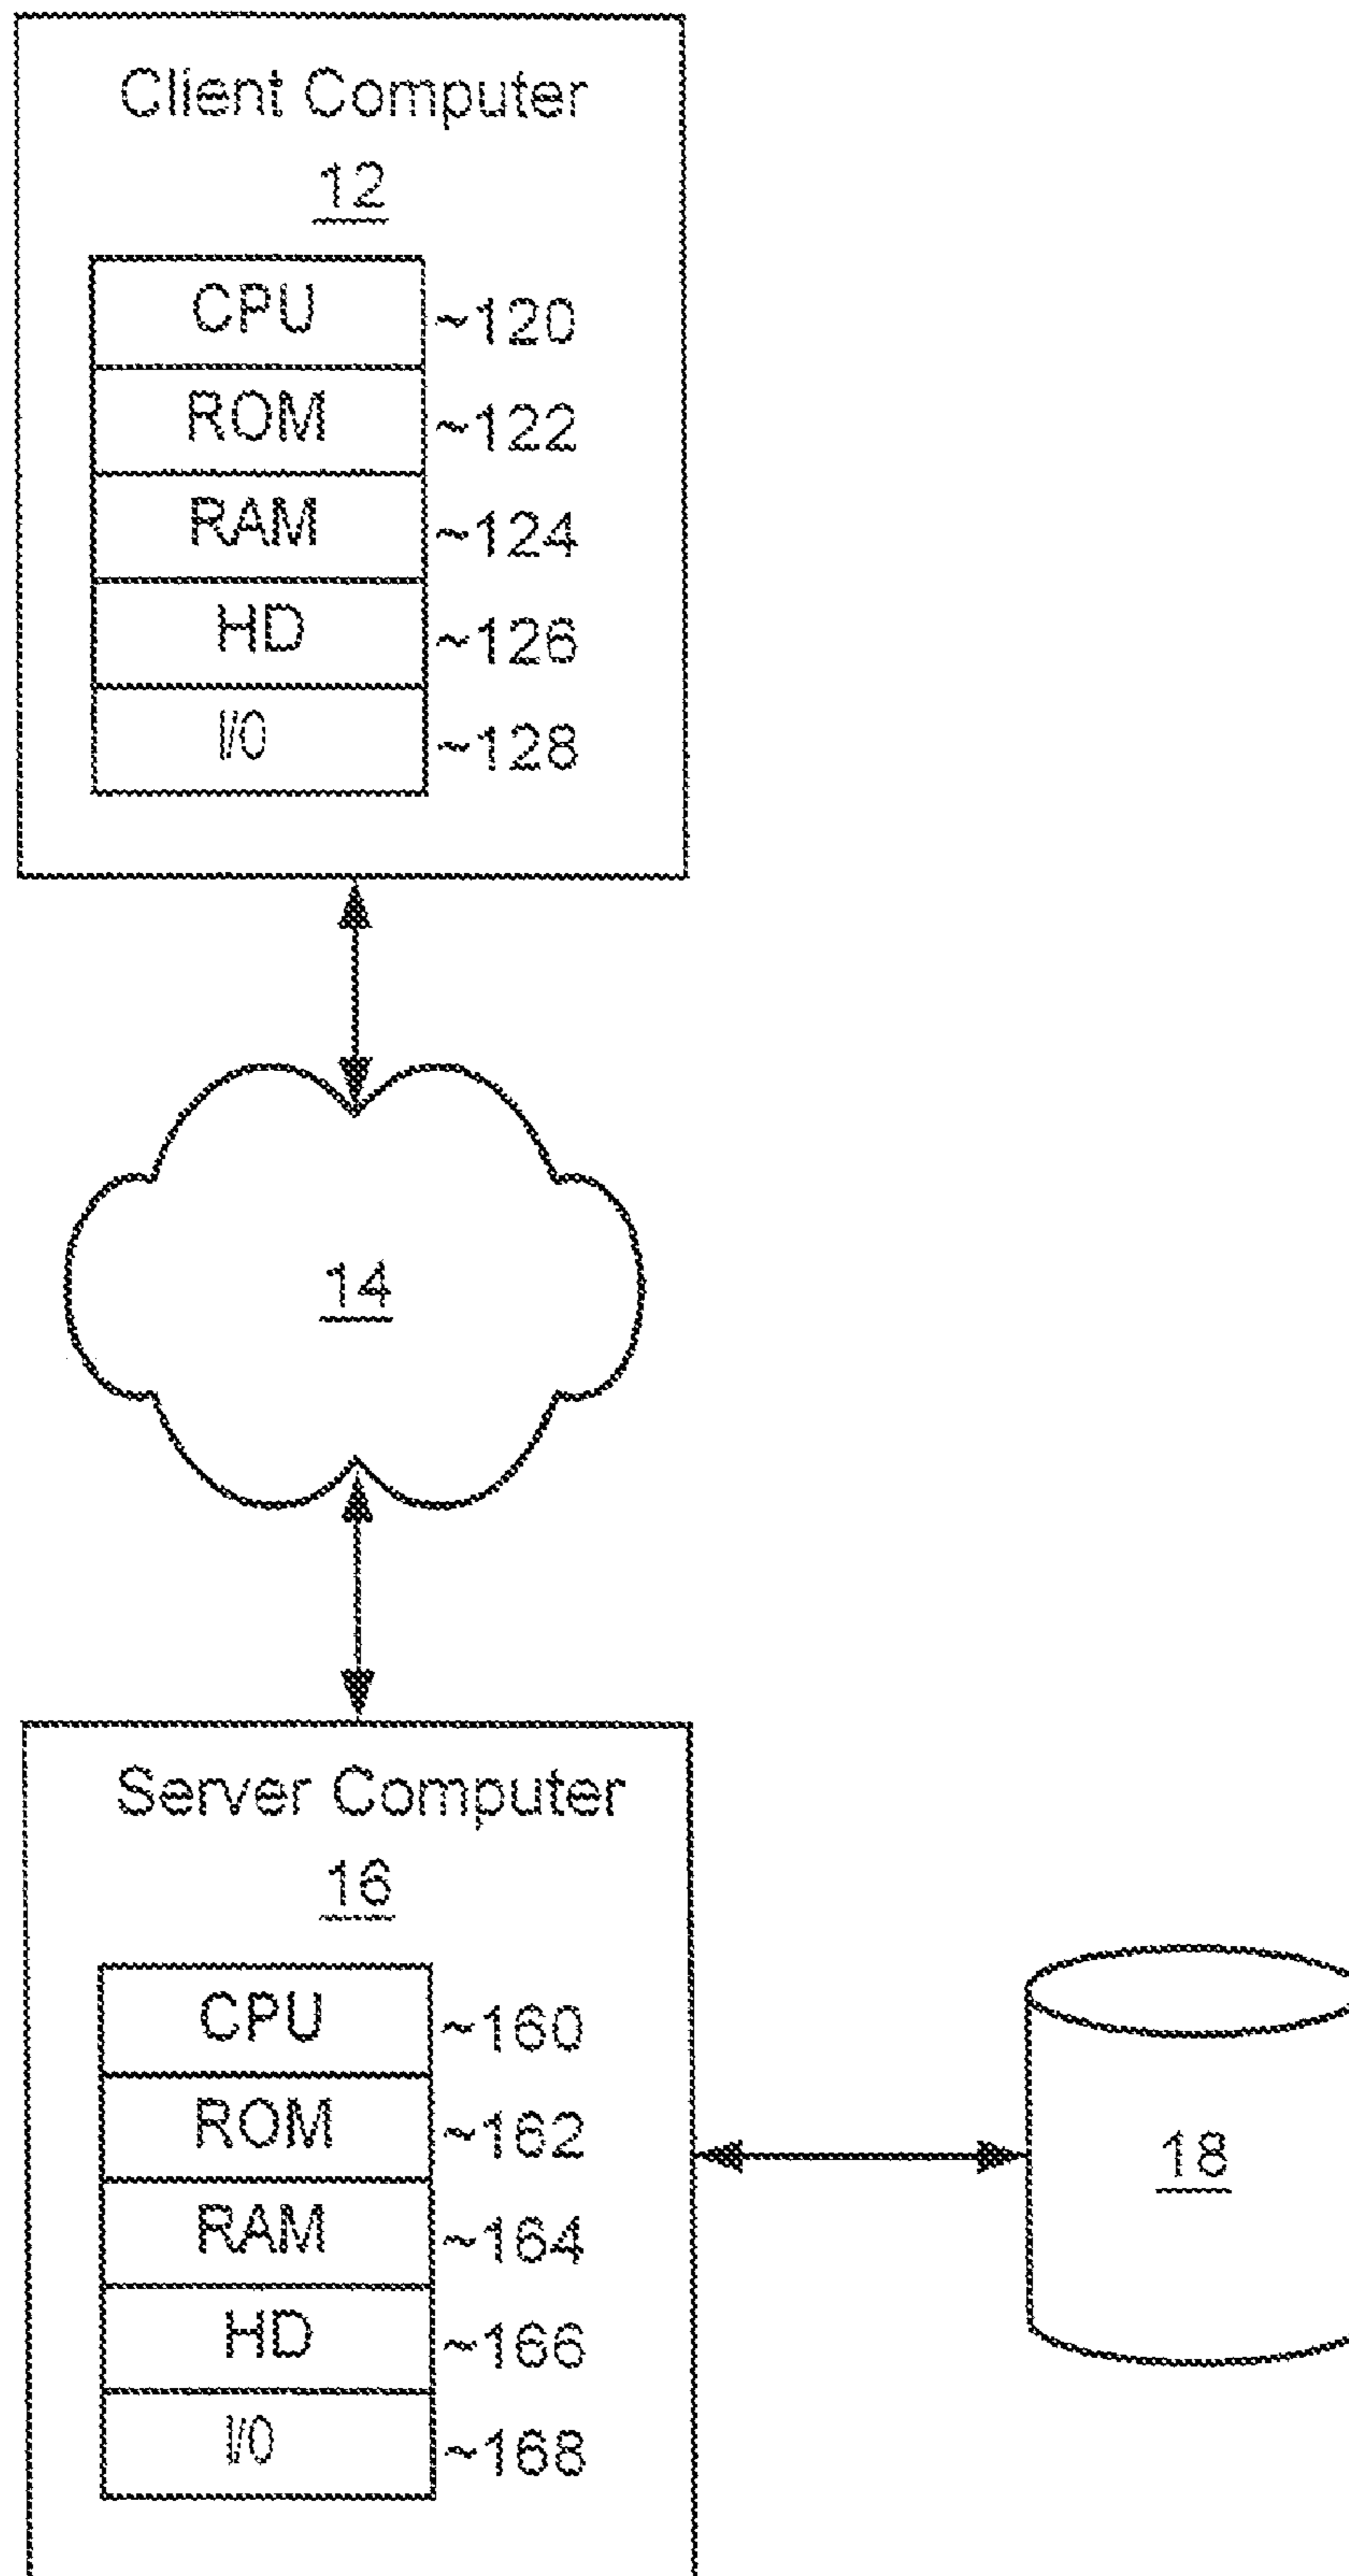 Client Computer
12
CPU ~120
ROM ~122
RAM ~124
HD ~126
I/O ~128
14
Server Computer
16
CPU ~160
ROM ~162
RAM ~164
HD ~166
I/O ~168
18